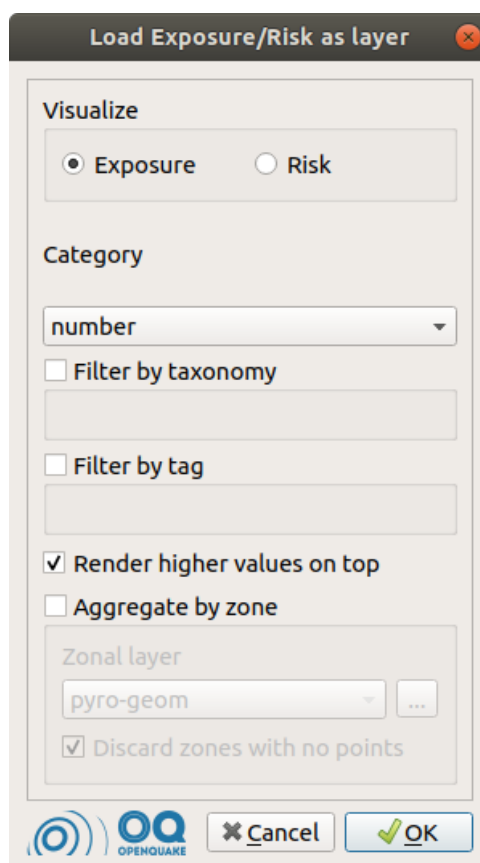 Load Exposure/Risk as layer
Visualize
Exposure
Risk
Category
number
Filter by taxonomy
Filter by tag
Render higher values on top
Aggregate by zone
Zonal layer
pyro-geom
...
Discard zones with no points
OQ
OPENQUAKE
Cancel
OK